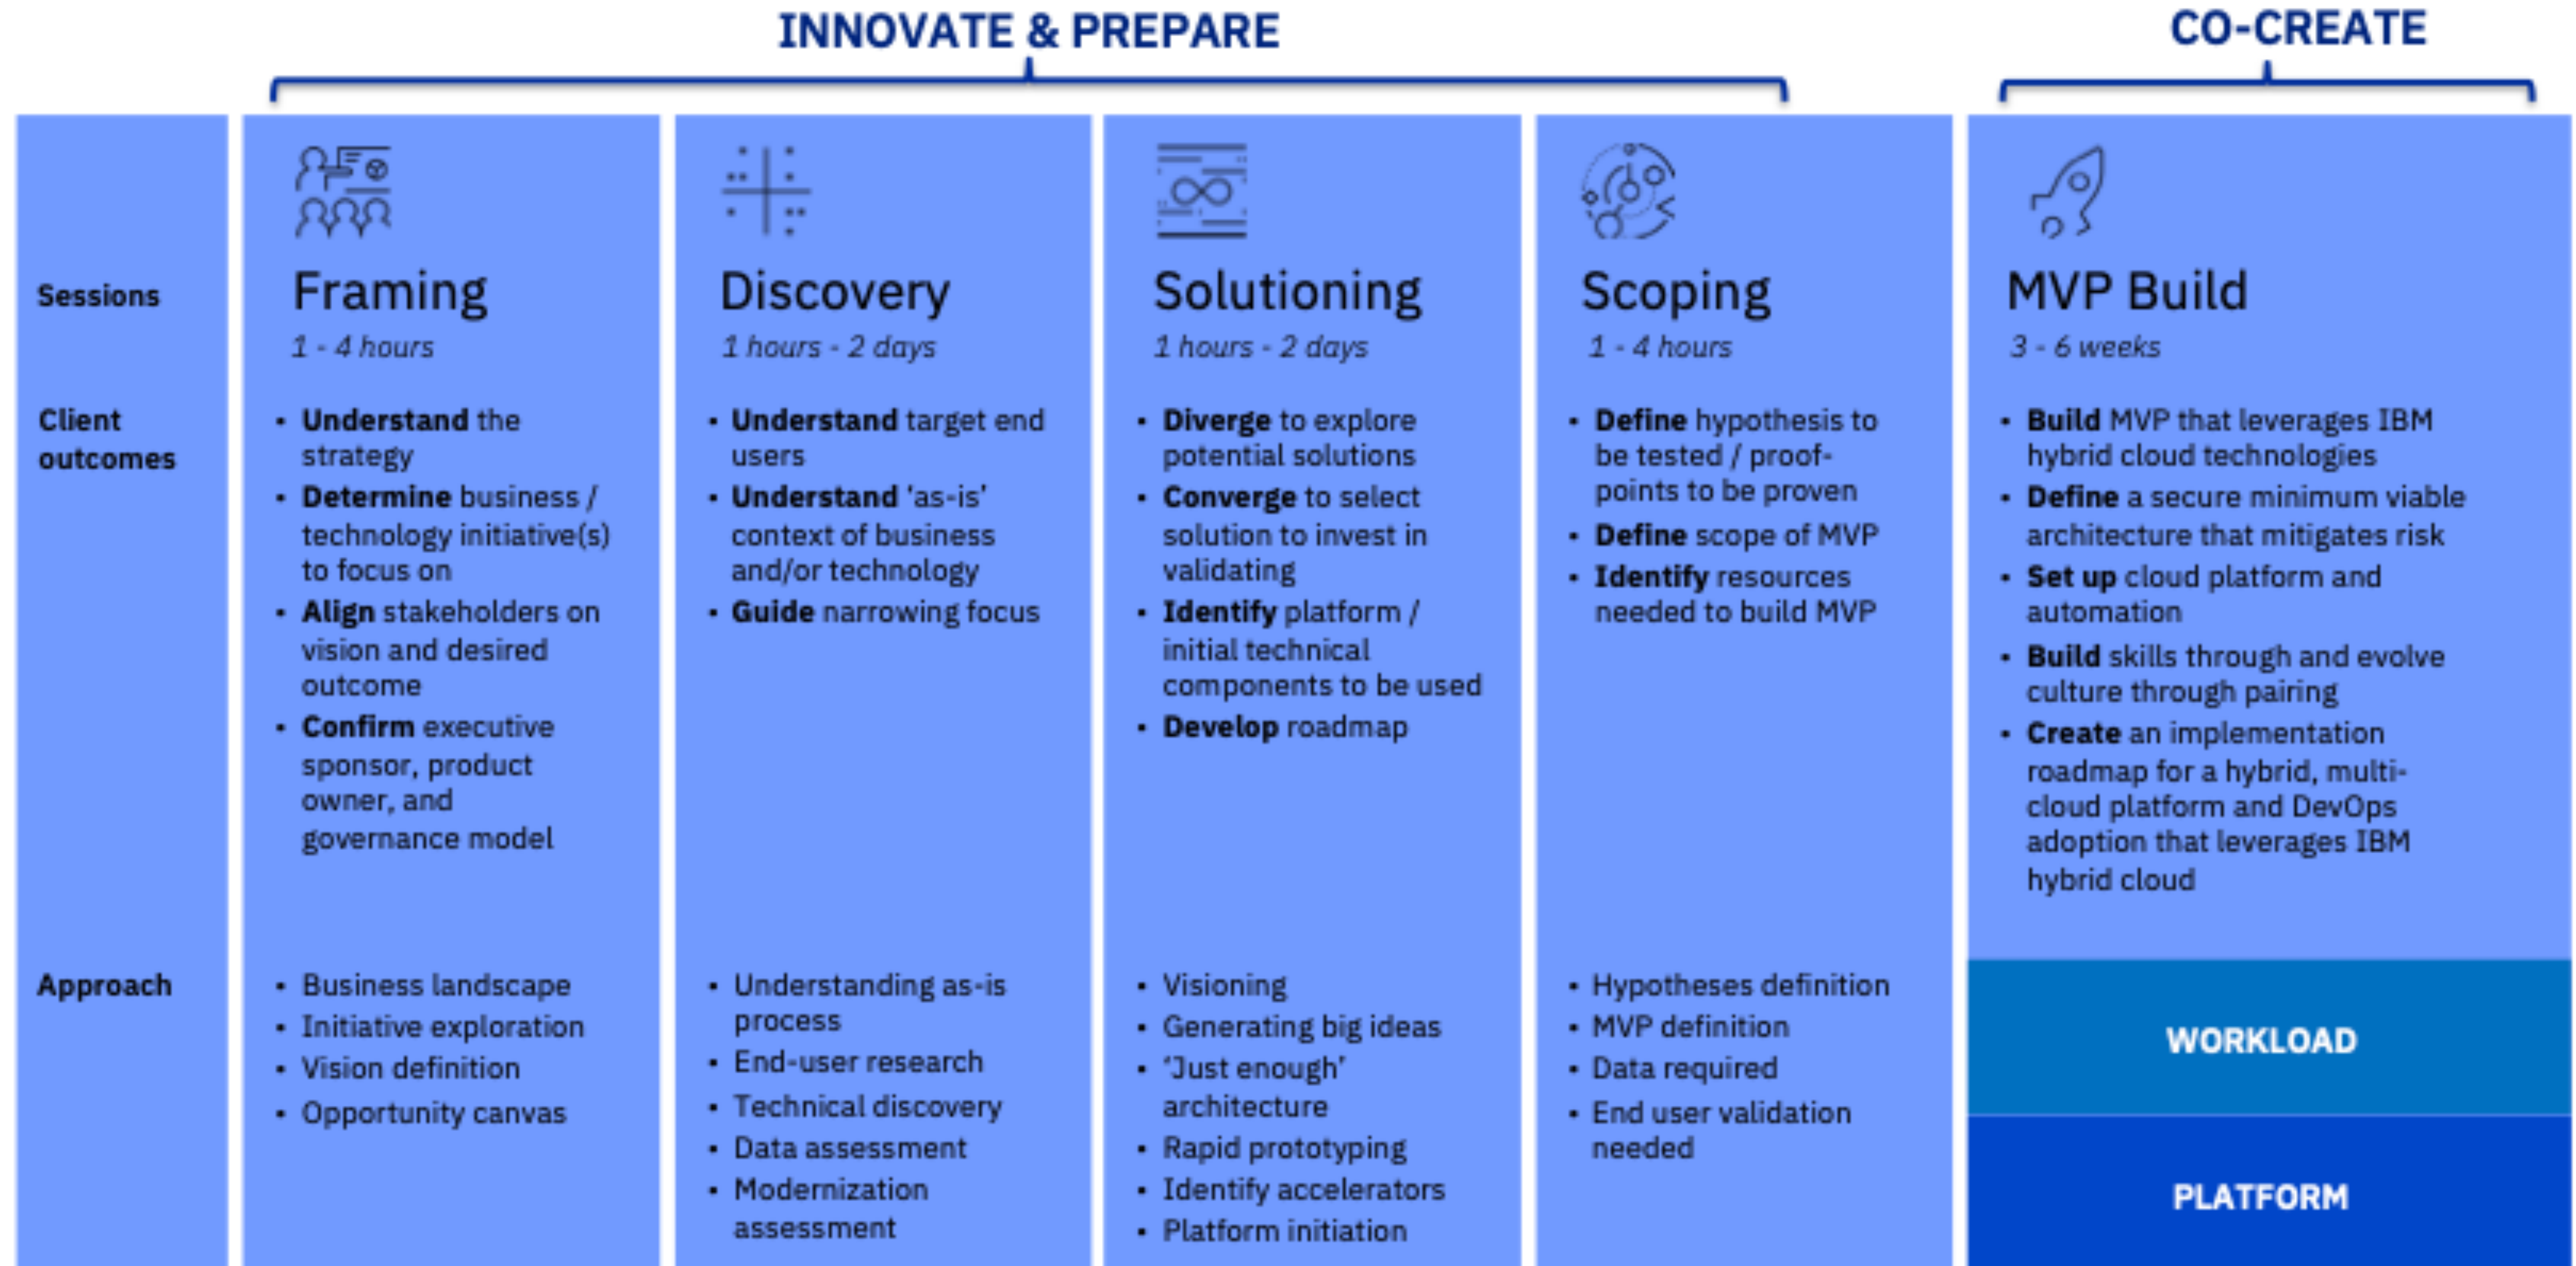 INNOVATE & PREPARE
CO-CREATE
Sessions
Framing
1 - 4 hours
Discovery
1 hours - 2 days
Solutioning
1 hours - 2 days
Scoping
1 - 4 hours
MVP Build
3 - 6 weeks
Client
outcomes
▪ Understand the
strategy
▪ Determine business /
technology initiative(s)
to focus on
▪ Align stakeholders on
vision and desired
outcome
▪ Confirm executive
sponsor, product
owner, and
governance model
▪ Understand target end
users
▪ Understand ‘as-is’
context of business
and/or technology
▪ Guide narrowing focus
▪ Diverge to explore
potential solutions
▪ Converge to select
solution to invest in
validating
▪ Identify platform /
initial technical
components to be used
▪ Develop roadmap
▪ Define hypothesis to
be tested / proof-
points to be proven
▪ Define scope of MVP
▪ Identify resources
needed to build MVP
▪ Build MVP that leverages IBM
hybrid cloud technologies
▪ Define a secure minimum viable
architecture that mitigates risk
▪ Set up cloud platform and
automation
▪ Build skills through and evolve
culture through pairing
▪ Create an implementation
roadmap for a hybrid, multi-
cloud platform and DevOps
adoption that leverages IBM
hybrid cloud
Approach
▪ Business landscape
▪ Initiative exploration
▪ Vision definition
▪ Opportunity canvas
▪ Understanding as-is
process
▪ End-user research
▪ Technical discovery
▪ Data assessment
▪ Modernization
assessment
▪ Visioning
▪ Generating big ideas
▪ ‘Just enough’
architecture
▪ Rapid prototyping
▪ Identify accelerators
▪ Platform initiation
▪ Hypotheses definition
▪ MVP definition
▪ Data required
▪ End user validation
needed
WORKLOAD
PLATFORM